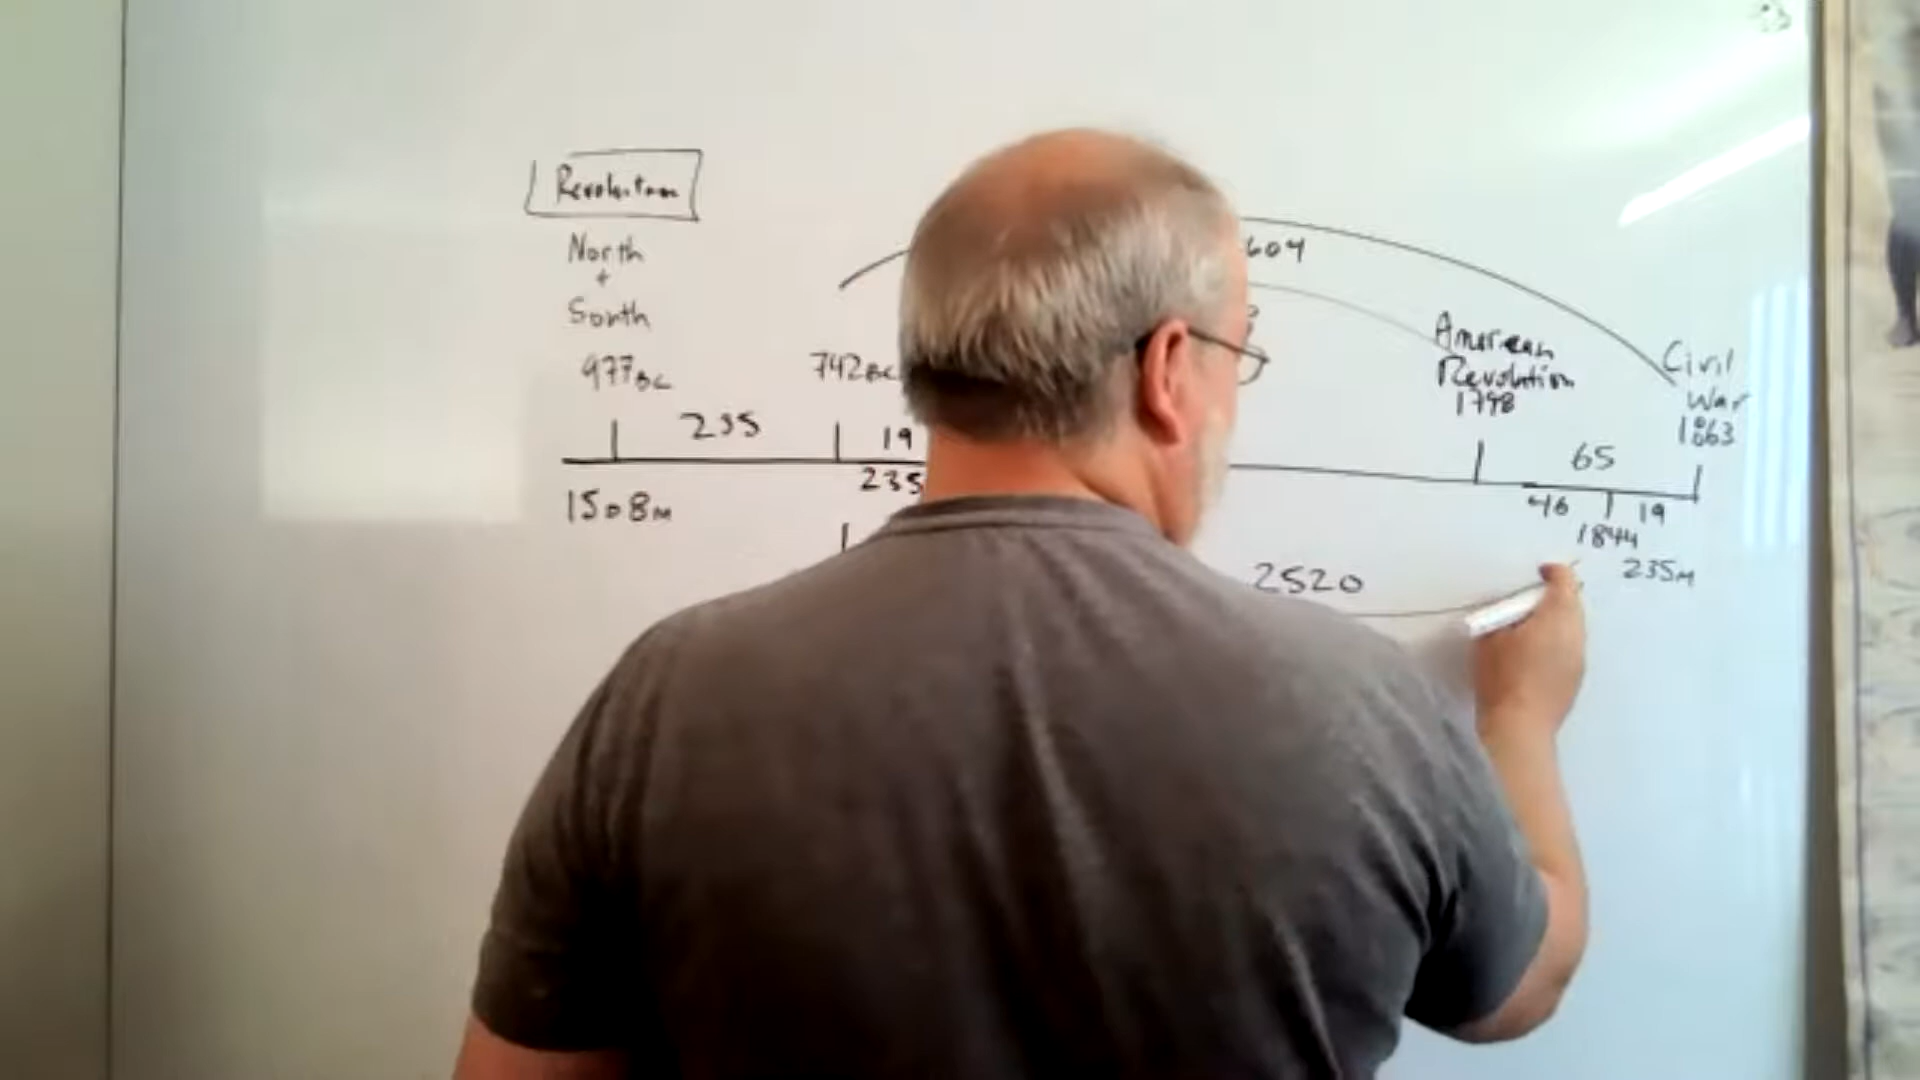 Revolution
North
+
South
977BC
742BC
604
American
Revolution
1798
Civil
War
1863
235
19
65
1508M
235
46
19
1844
235M
2520